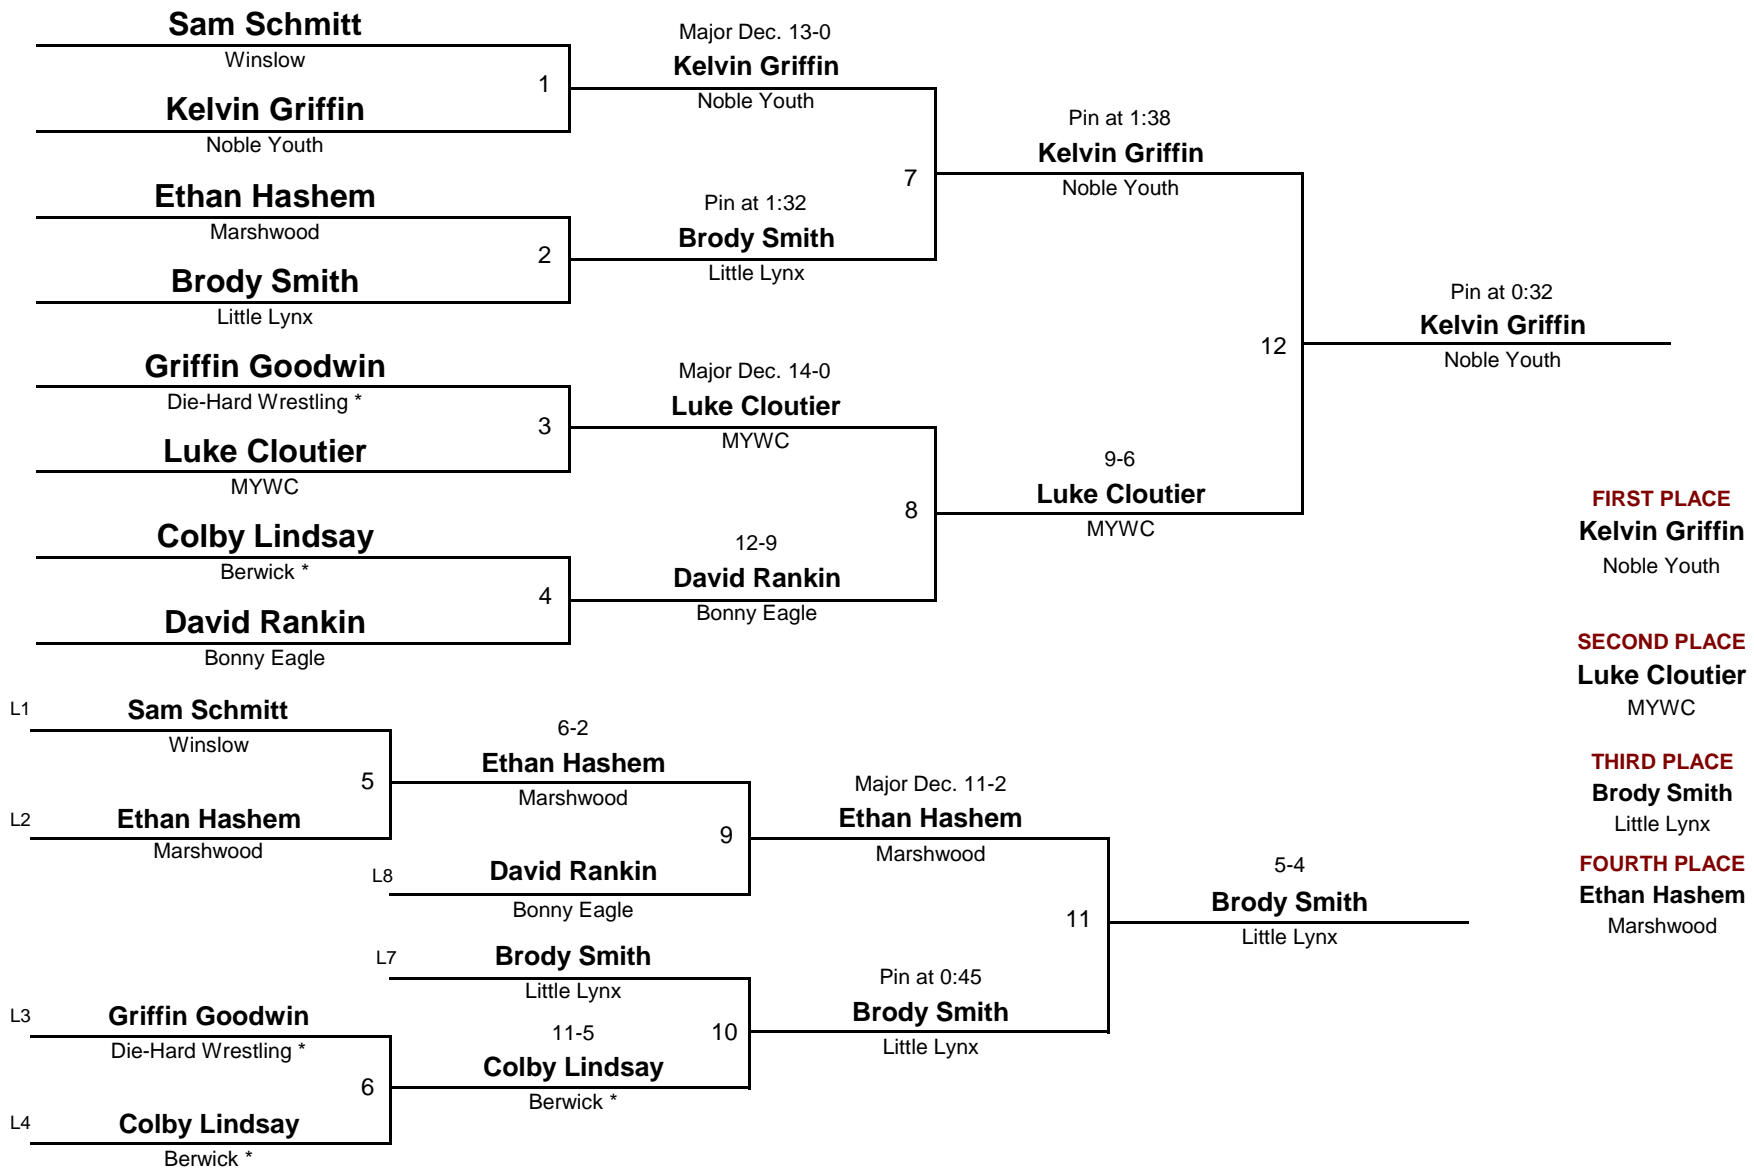 Sam Schmitt
Winslow
1
Kelvin Griffin
Noble Youth
Ethan Hashem
Marshwood
2
Brody Smith
Little Lynx
Griffin Goodwin
Die-Hard Wrestling *
3
Luke Cloutier
MYWC
Colby Lindsay
Berwick *
4
David Rankin
Bonny Eagle
Major Dec. 13-0
Kelvin Griffin
Noble Youth
7
Pin at 1:32
Brody Smith
Little Lynx
Major Dec. 14-0
Luke Cloutier
MYWC
8
12-9
David Rankin
Bonny Eagle
Pin at 1:38
Kelvin Griffin
Noble Youth
12
9-6
Luke Cloutier
MYWC
Pin at 0:32
Kelvin Griffin
Noble Youth
FIRST PLACE
Kelvin Griffin
Noble Youth
SECOND PLACE
Luke Cloutier
MYWC
THIRD PLACE
Brody Smith
Little Lynx
FOURTH PLACE
Ethan Hashem
Marshwood
L1
Sam Schmitt
Winslow
5
L2
Ethan Hashem
Marshwood
6-2
Ethan Hashem
Marshwood
9
L8
David Rankin
Bonny Eagle
L7
Brody Smith
Little Lynx
10
L3
Griffin Goodwin
Die-Hard Wrestling *
6
L4
Colby Lindsay
Berwick *
11-5
Colby Lindsay
Berwick *
Major Dec. 11-2
Ethan Hashem
Marshwood
11
Pin at 0:45
Brody Smith
Little Lynx
5-4
Brody Smith
Little Lynx